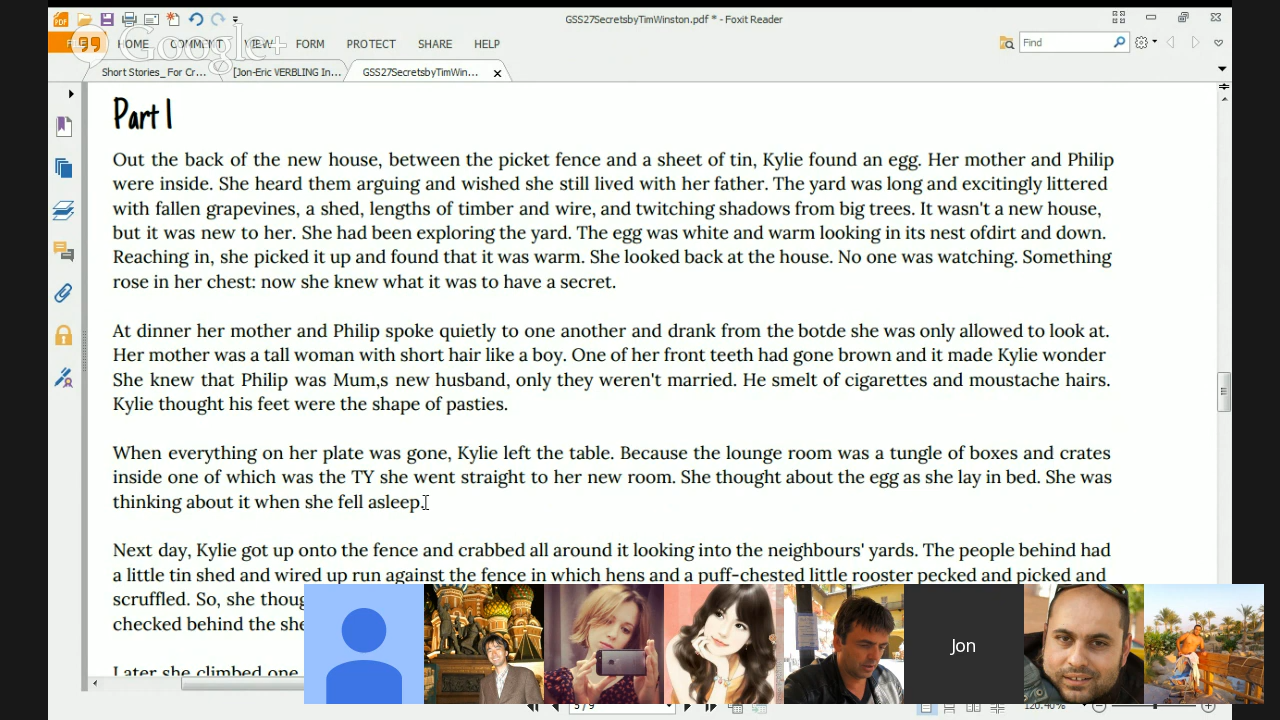 GSS27SecretsbyTimWinston.pdf * - Foxit Reader
Google+
HOME COMMENT VIEW FORM PROTECT SHARE HELP
Find
Short Stories_ For Cr... [Jon-Eric VERBLING In... GSS27SecretsbyTimWin...
Part 1
Out the back of the new house, between the picket fence and a sheet of tin, Kylie found an egg. Her mother and Philip
were inside. She heard them arguing and wished she still lived with her father. The yard was long and excitingly littered
with fallen grapevines, a shed, lengths of timber and wire, and twitching shadows from big trees. It wasn't a new house,
but it was new to her. She had been exploring the yard. The egg was white and warm looking in its nest ofdirt and down.
Reaching in, she picked it up and found that it was warm. She looked back at the house. No one was watching. Something
rose in her chest: now she knew what it was to have a secret.
At dinner her mother and Philip spoke quietly to one another and drank from the botde she was only allowed to look at.
Her mother was a tall woman with short hair like a boy. One of her front teeth had gone brown and it made Kylie wonder
She knew that Philip was Mum,s new husband, only they weren't married. He smelt of cigarettes and moustache hairs.
Kylie thought his feet were the shape of pasties.
When everything on her plate was gone, Kylie left the table. Because the lounge room was a tungle of boxes and crates
inside one of which was the TY she went straight to her new room. She thought about the egg as she lay in bed. She was
thinking about it when she fell asleep.
Next day, Kylie got up onto the fence and crabbed all around it looking into the neighbours' yards. The people behind had
a little tin shed and wired up run against the fence in which hens and a puff-chested little rooster pecked and picked and
scruffled. So, she thoug
checked behind the she
Later she climbed one
Jon
5 / 9
120.40%